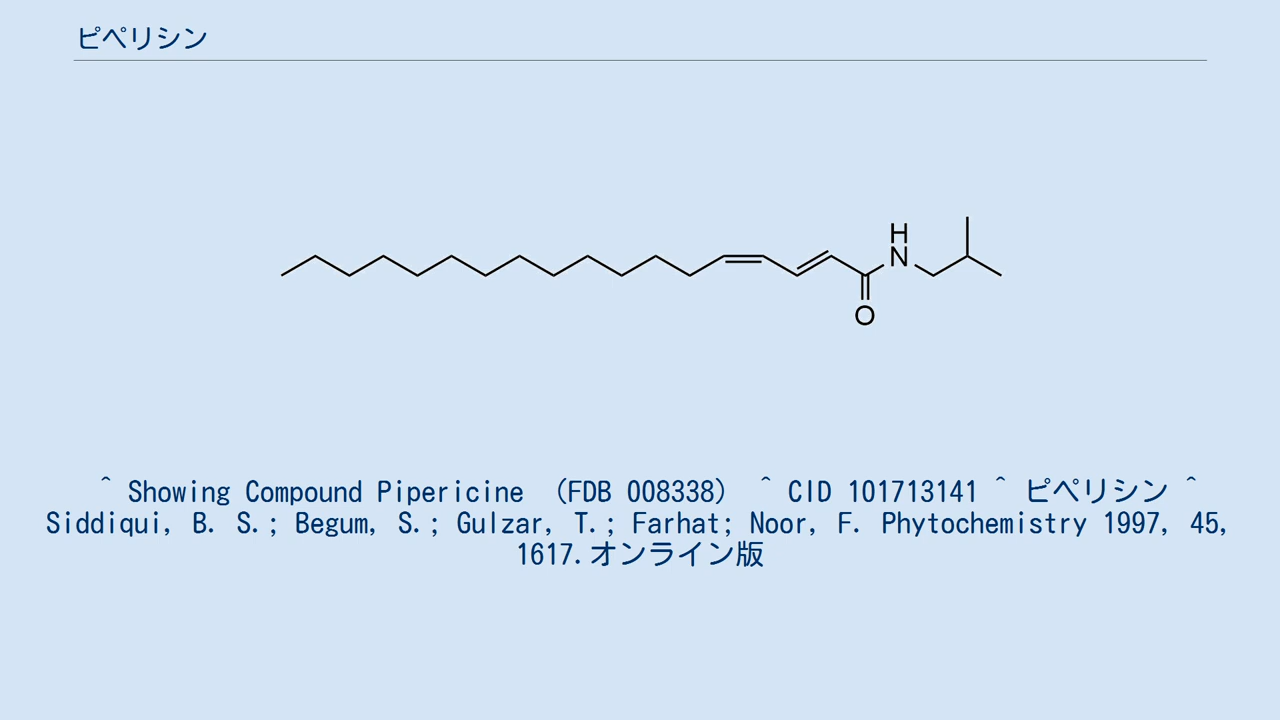 ピペリシン
H
N
O
^ Showing Compound Pipericine （FDB 008338） ^ CID 101713141 ^ ピペリシン ^
Siddiqui, B. S.; Begum, S.; Gulzar, T.; Farhat; Noor, F. Phytochemistry 1997, 45,
1617.オンライン版